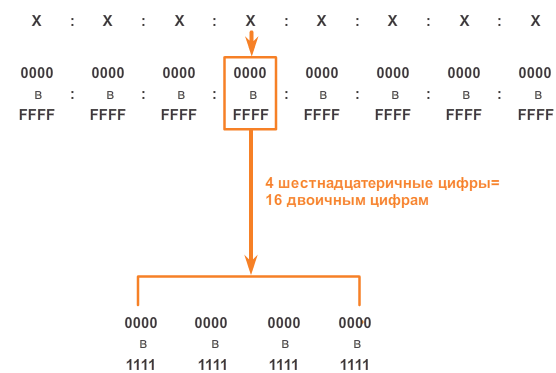 X : X : X : X : X : X : X : X
0000 0000 0000 0000 0000 0000 0000 0000
в : в : в : в : в : в : в : в
FFFF FFFF FFFF FFFF FFFF FFFF FFFF FFFF
4 шестнадцатеричные цифры=
16 двоичным цифрам
0000 0000 0000 0000
в в в в
1111 1111 1111 1111